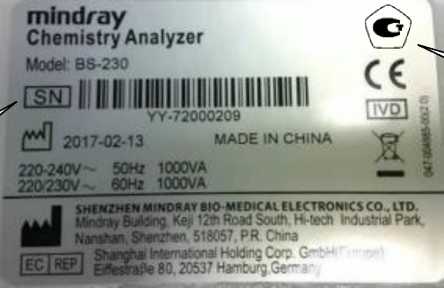 mindray
Chemistry Analyzer
Model: BS-230
SN
YY-72000209
CE
IVD
2017-02-13 MADE IN CHINA
220-240V~ 50Hz 1000VA
220/230V~ 60Hz 1000VA
SHENZHEN MINDRAY BIO-MEDICAL ELECTRONICS CO., LTD.
Mindray Building, Keji 12th Road South, Hi-tech Industrial Park,
Nanshan, Shenzhen, 518057, P.R. China
EC REP
Shanghai International Holding Corp. GmbH(Europe)
Eiffestraße 80, 20537 Hamburg,Germany